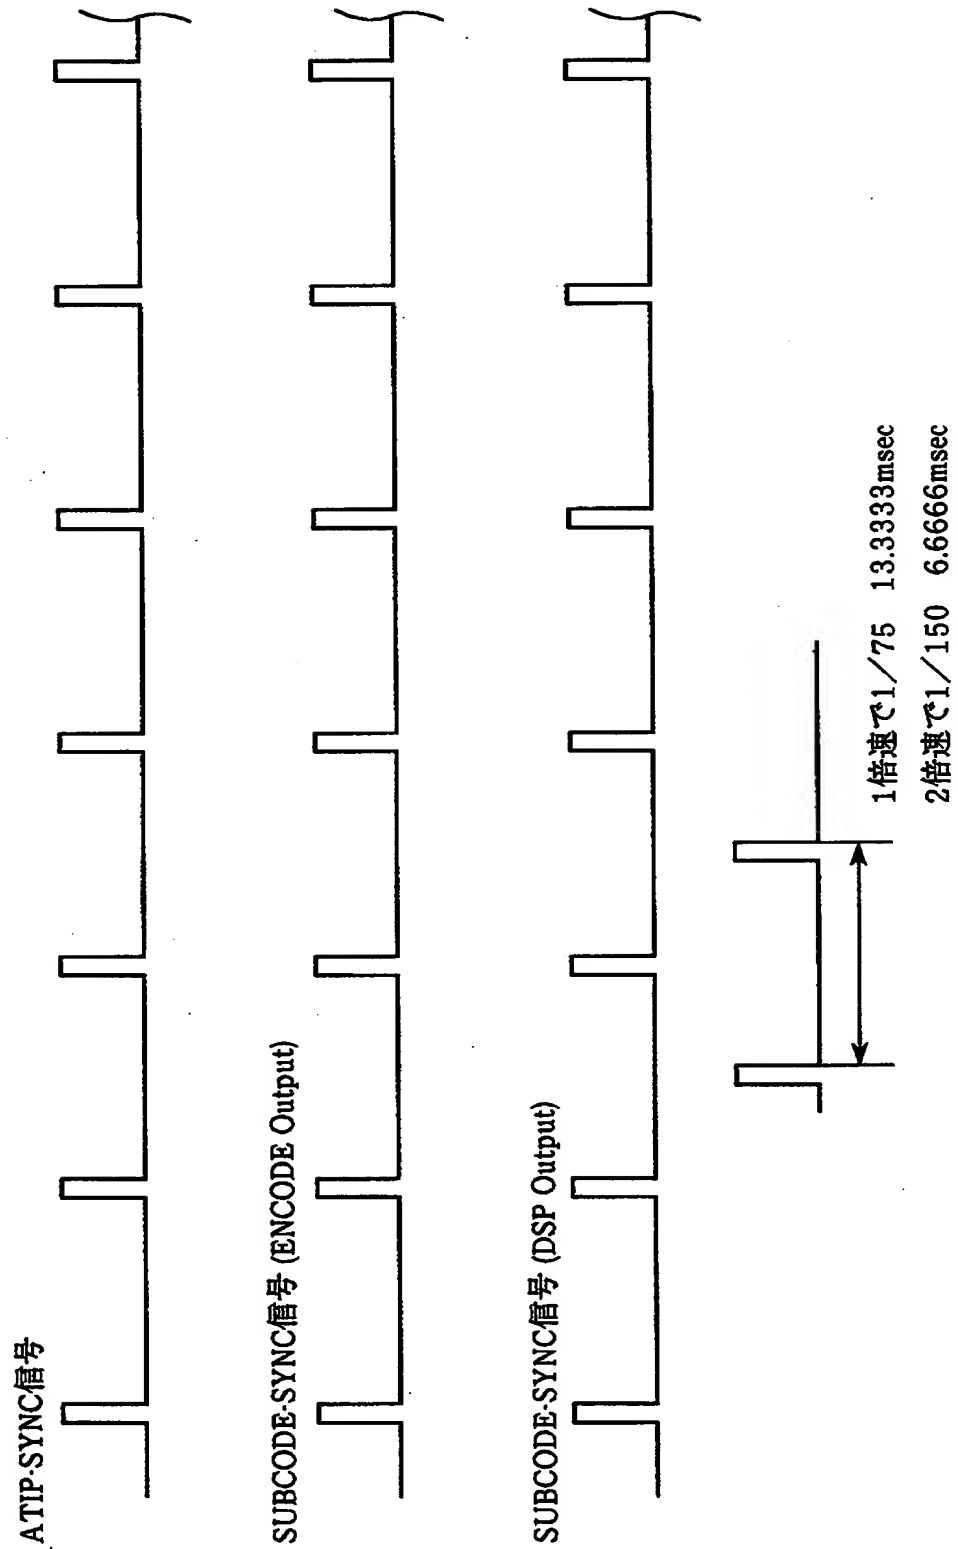 ATIP-SYNC信号
SUBCODE-SYNC信号 (ENCODE Output)
SUBCODE-SYNC信号 (DSP Output)
1倍速で1/75 13.3333msec
2倍速で1/150 6.6666msec